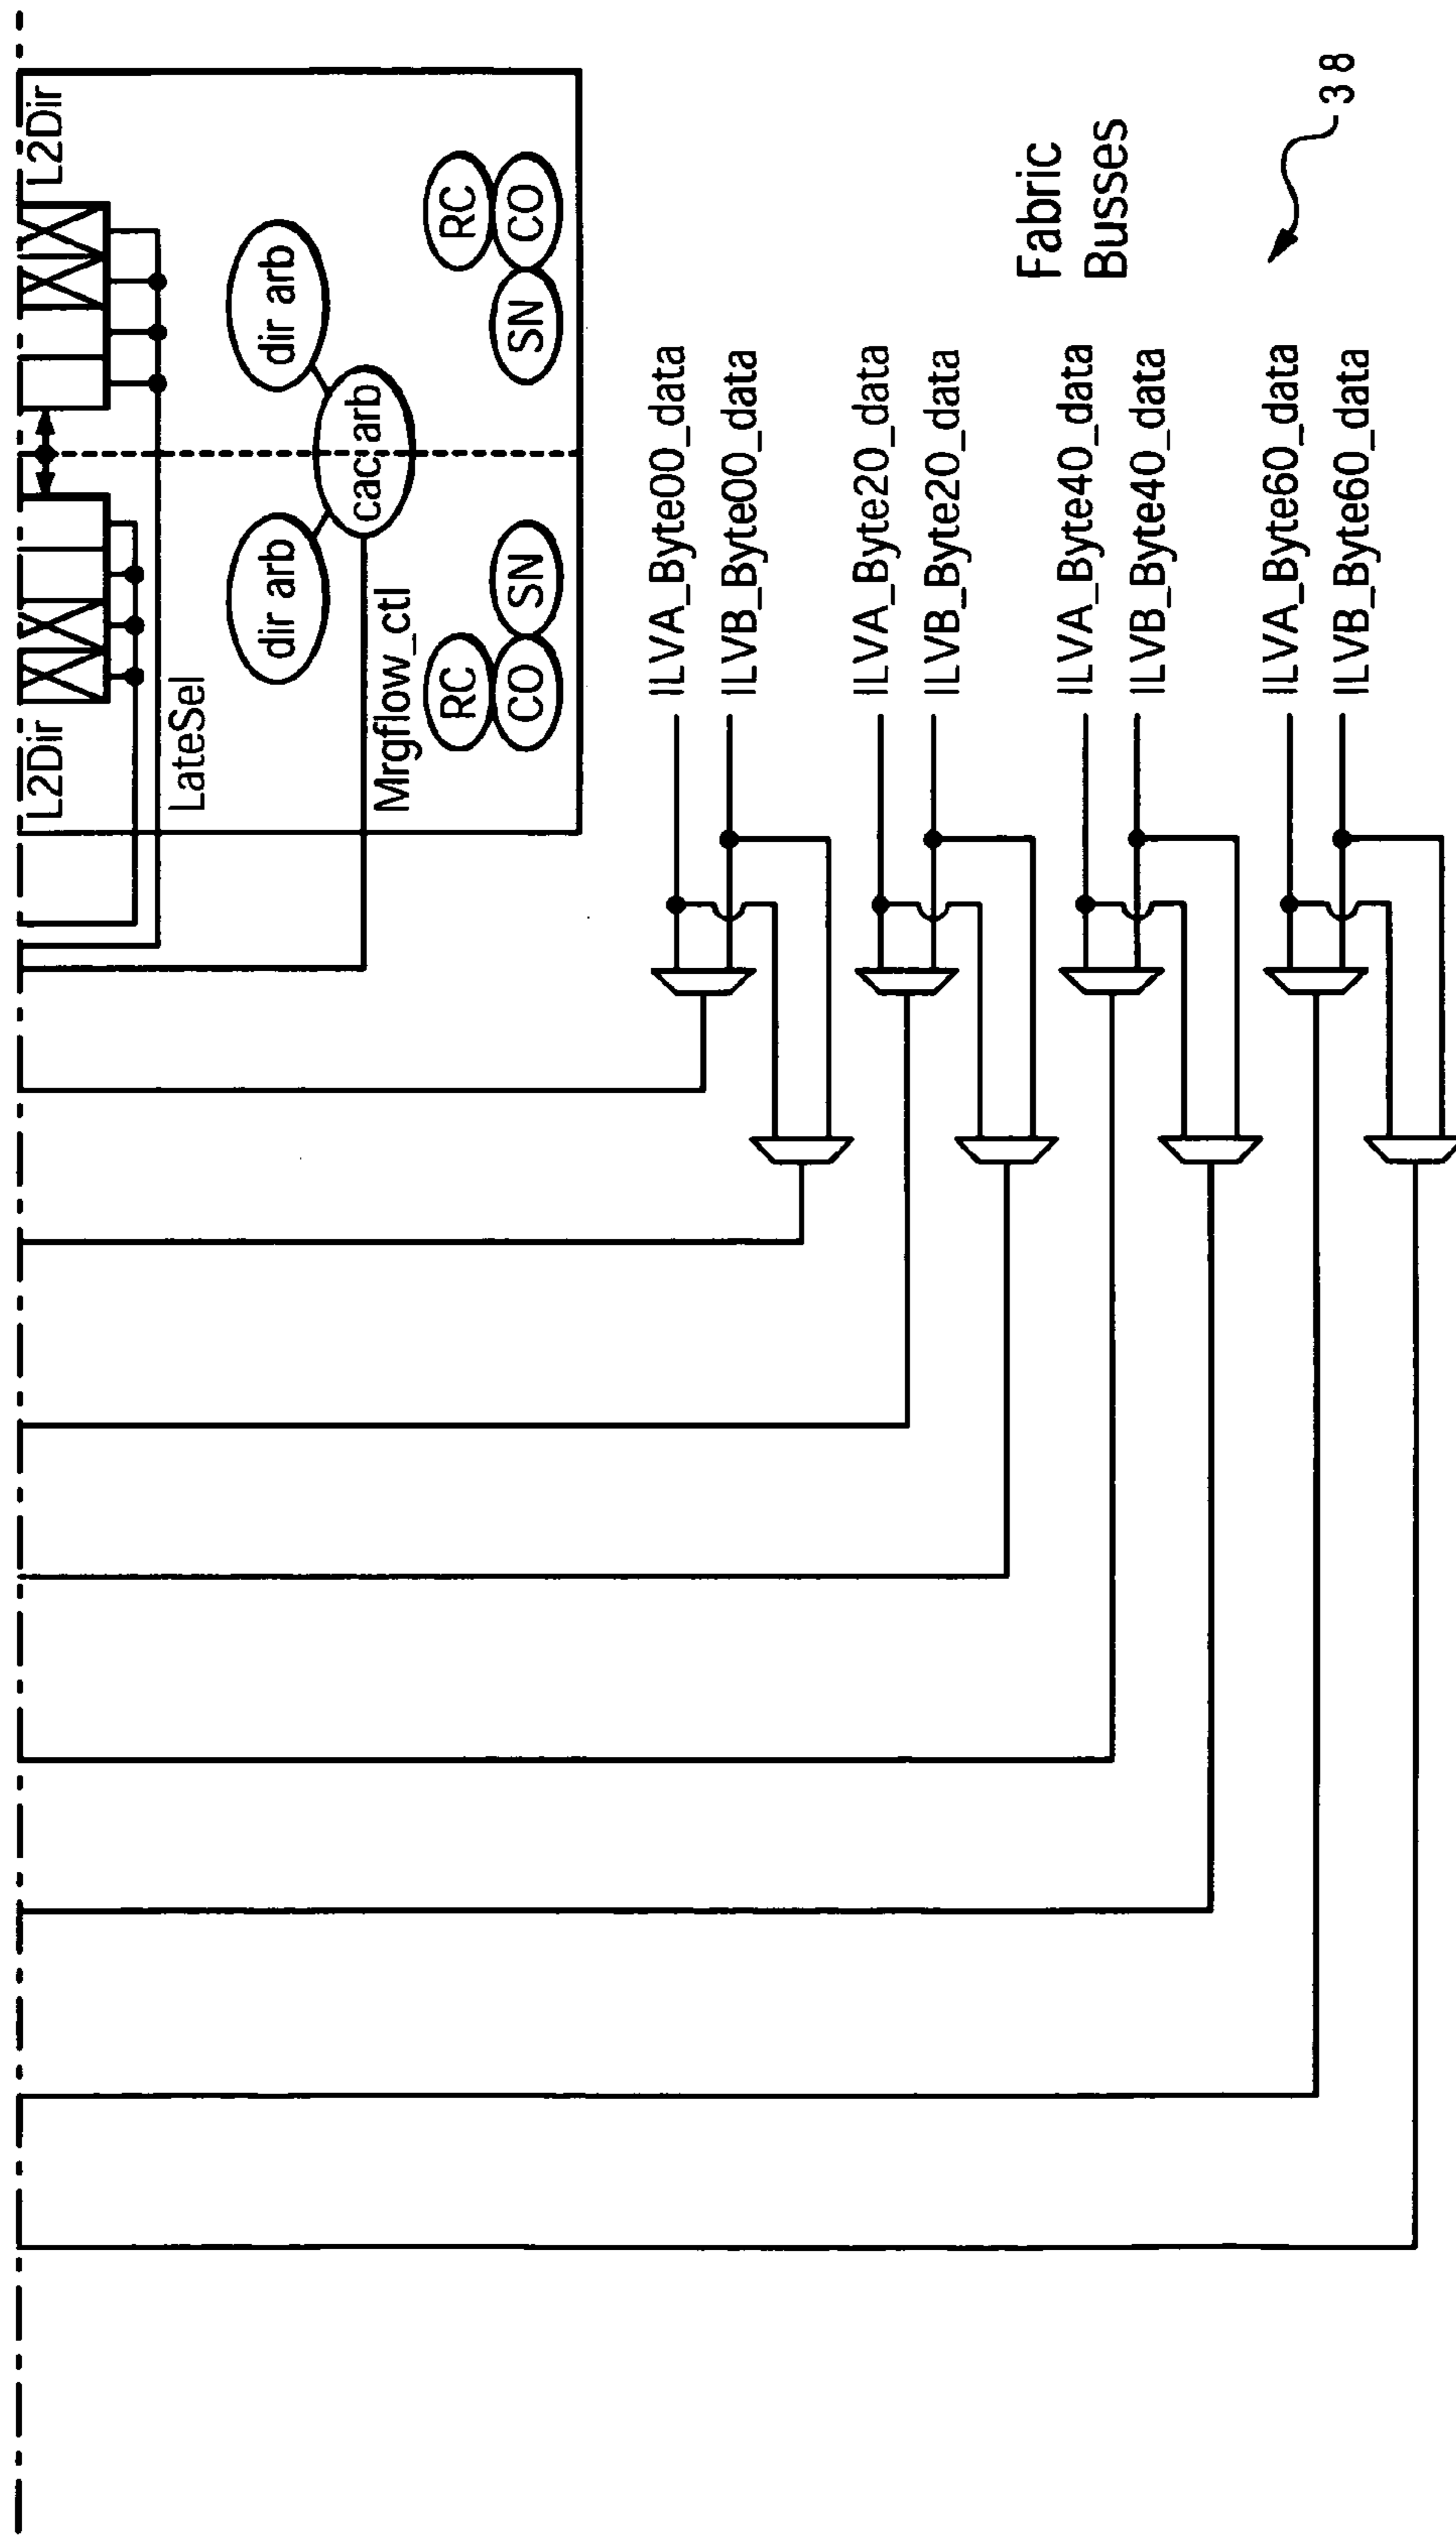 L2Dir
L2Dir
LateSel
dir arb
dir arb
cac arb
Mrgflow_ctl
RC
CO
SN
SN
RC
CO
ILVA_Byte00_data
ILVB_Byte00_data
ILVA_Byte20_data
ILVB_Byte20_data
ILVA_Byte40_data
ILVB_Byte40_data
ILVA_Byte60_data
ILVB_Byte60_data
Fabric
Busses
38